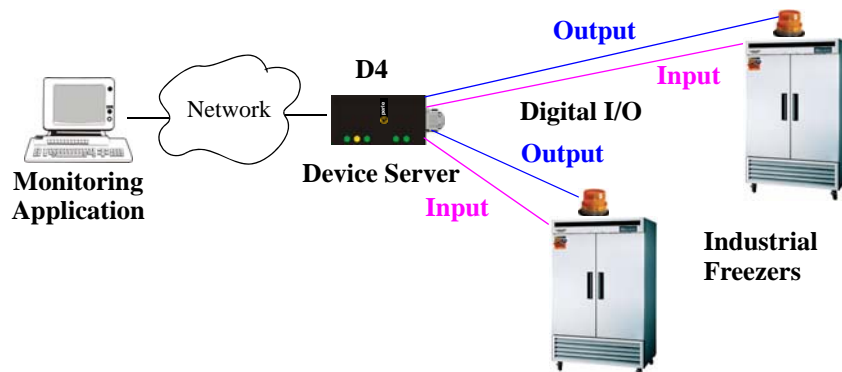 Output
D4
Input
Network
Digital I/O
Output
Monitoring
Application
Device Server
Input
Industrial
Freezers